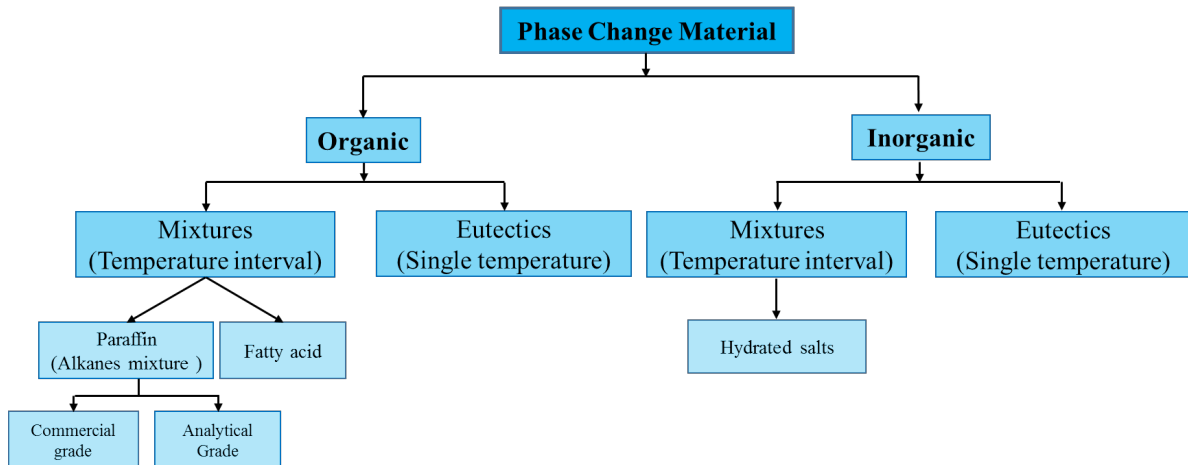 Phase Change Material
Organic
Inorganic
Mixtures
(Temperature interval)
Eutectics
(Single temperature)
Mixtures
(Temperature interval)
Eutectics
(Single temperature)
Paraffin
(Alkanes mixture )
Fatty acid
Hydrated salts
Commercial
grade
Analytical
Grade